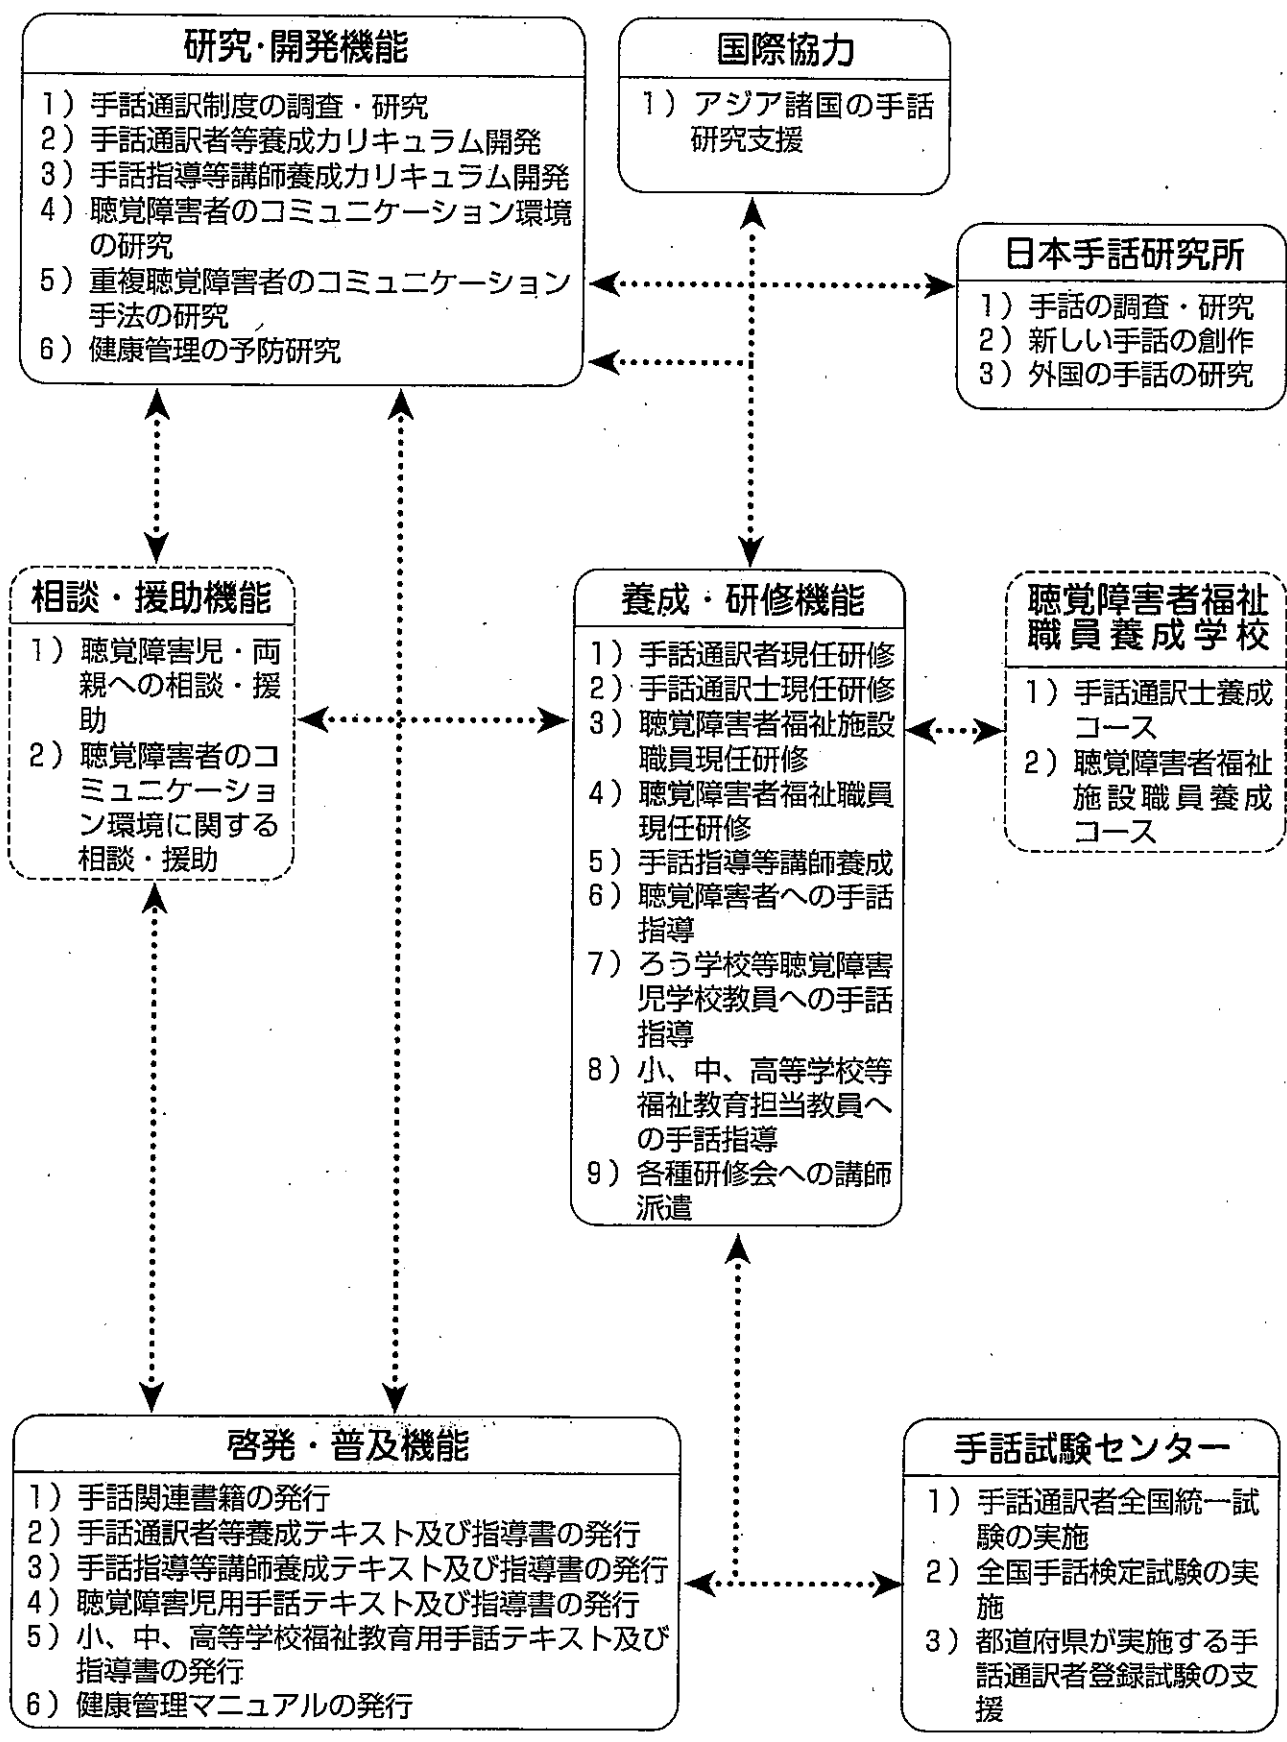 研究・開発機能
1）手話通訳制度の調査・研究
2）手話通訳者等養成カリキュラム開発
3）手話指導等講師養成カリキュラム開発
4）聴覚障害者のコミュニケーション環境
の研究
5）重複聴覚障害者のコミュニケーション
手法の研究
6）健康管理の予防研究
国際協力
1）アジア諸国の手話
研究支援
日本手話研究所
1）手話の調査・研究
2）新しい手話の創作
3）外国の手話の研究
相談・援助機能
1）聴覚障害児・両
親への相談・援
助
2）聴覚障害者のコ
ミュニケーショ
ン環境に関する
相談・援助
養成・研修機能
1）手話通訳者現任研修
2）手話通訳士現任研修
3）聴覚障害者福祉施設
職員現任研修
4）聴覚障害者福祉職員
現任研修
5）手話指導等講師養成
6）聴覚障害者への手話
指導
7）ろう学校等聴覚障害
児学校教員への手話
指導
8）小、中、高等学校等
福祉教育担当教員へ
の手話指導
9）各種研修会への講師
派遣
聴覚障害者福祉
職員養成学校
1）手話通訳士養成
コース
2）聴覚障害者福祉
施設職員養成
コース
啓発・普及機能
1）手話関連書籍の発行
2）手話通訳者等養成テキスト及び指導書の発行
3）手話指導等講師養成テキスト及び指導書の発行
4）聴覚障害児用手話テキスト及び指導書の発行
5）小、中、高等学校福祉教育用手話テキスト及び
指導書の発行
6）健康管理マニュアルの発行
手話試験センター
1）手話通訳者全国統一試
験の実施
2）全国手話検定試験の実
施
3）都道府県が実施する手
話通訳者登録試験の支
援